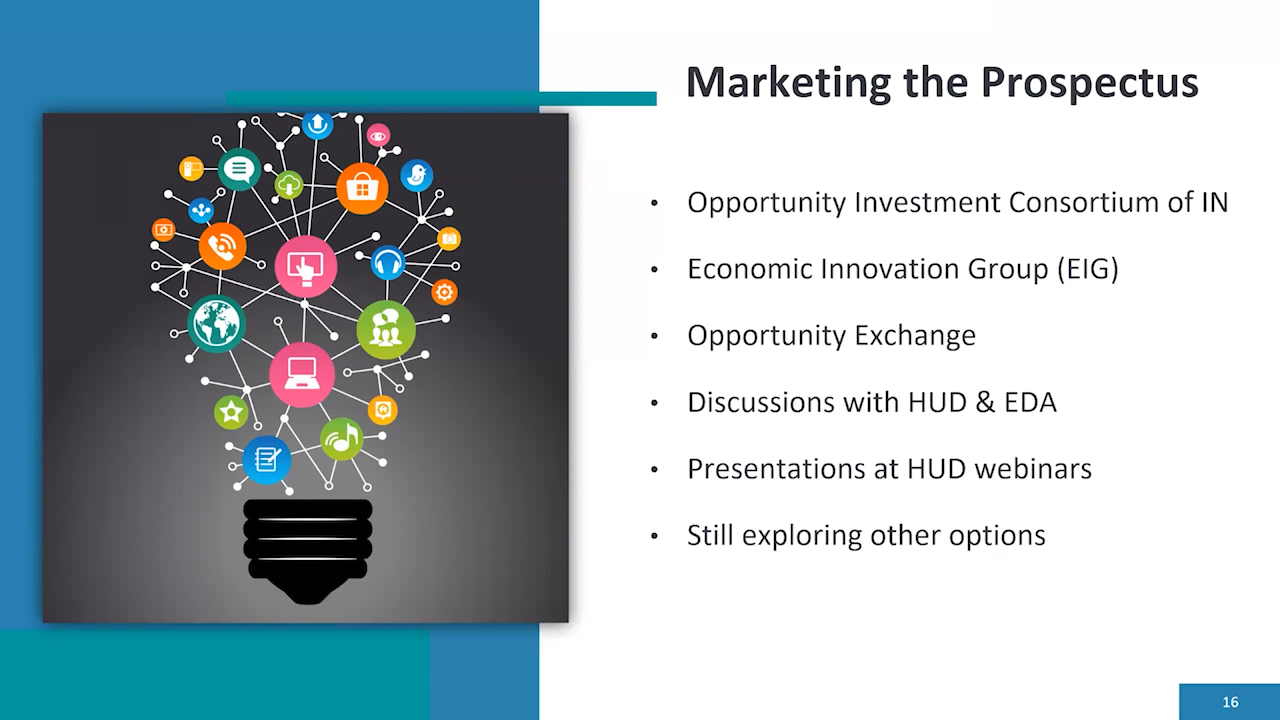 Marketing the Prospectus
• Opportunity Investment Consortium of IN
• Economic Innovation Group (EIG)
• Opportunity Exchange
• Discussions with HUD & EDA
• Presentations at HUD webinars
• Still exploring other options
16